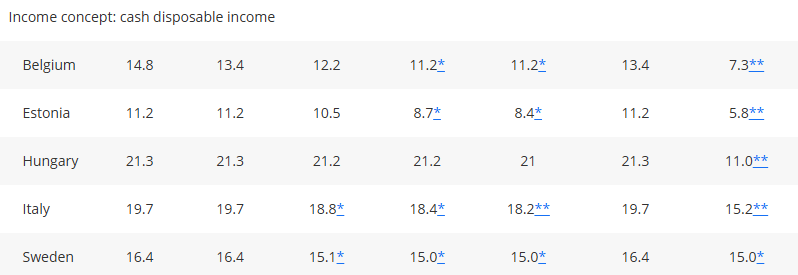 Income concept: cash disposable income
Belgium 14.8 13.4 12.2 11.2* 11.2* 13.4 7.3**
Estonia 11.2 11.2 10.5 8.7* 8.4* 11.2 5.8**
Hungary 21.3 21.3 21.2 21.2 21 21.3 11.0**
Italy 19.7 19.7 18.8* 18.4* 18.2** 19.7 15.2**
Sweden 16.4 16.4 15.1* 15.0* 15.0* 16.4 15.0*